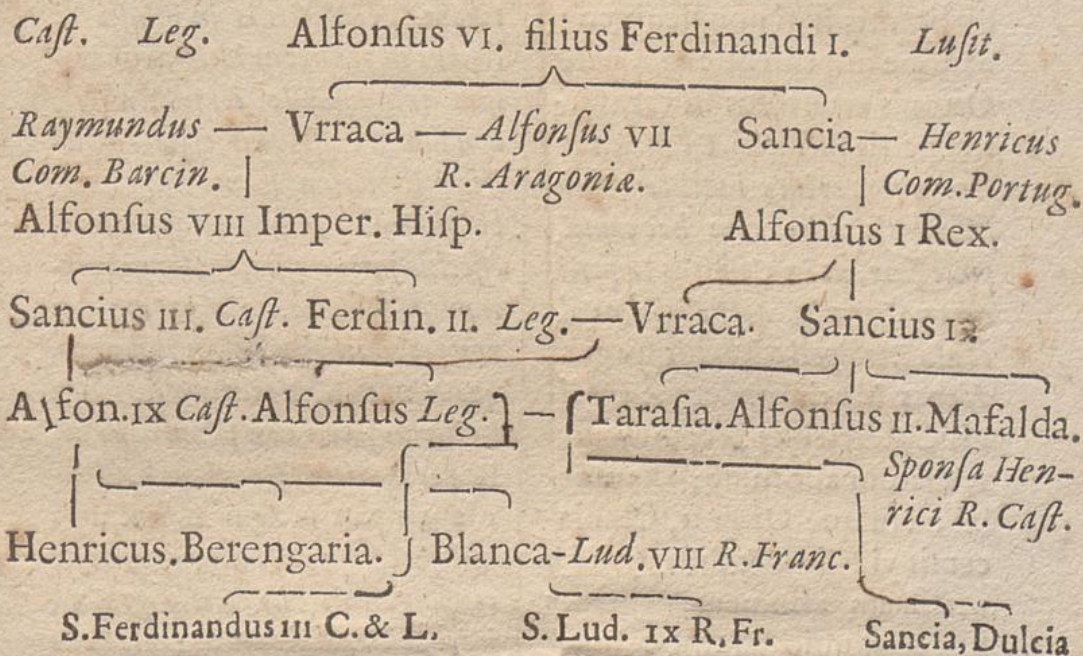 Caſt. Leg. Alfonſus VI. filius Ferdinandi I. Luſit.
Raymundus — Vrraca — Alfonſus VII Sancia — Henricus
Com. Barcin. R. Aragoniæ. Com. Portug.
Alfonſus VIII Imper. Hiſp. Alfonſus I Rex.
Sancius III. Caſt. Ferdin. II. Leg. — Vrraca. Sancius
Alfon. IX Caſt. Alfonſus Leg. ] — [ Taraſia. Alfonſus II. Mafalda.
Sponſa Hen-
rici R. Caſt.
Henricus. Berengaria. Blanca - Lud. VIII R. Franc.
S. Ferdinandus III C. & L. S. Lud. IX R. Fr. Sancia, Dulcia